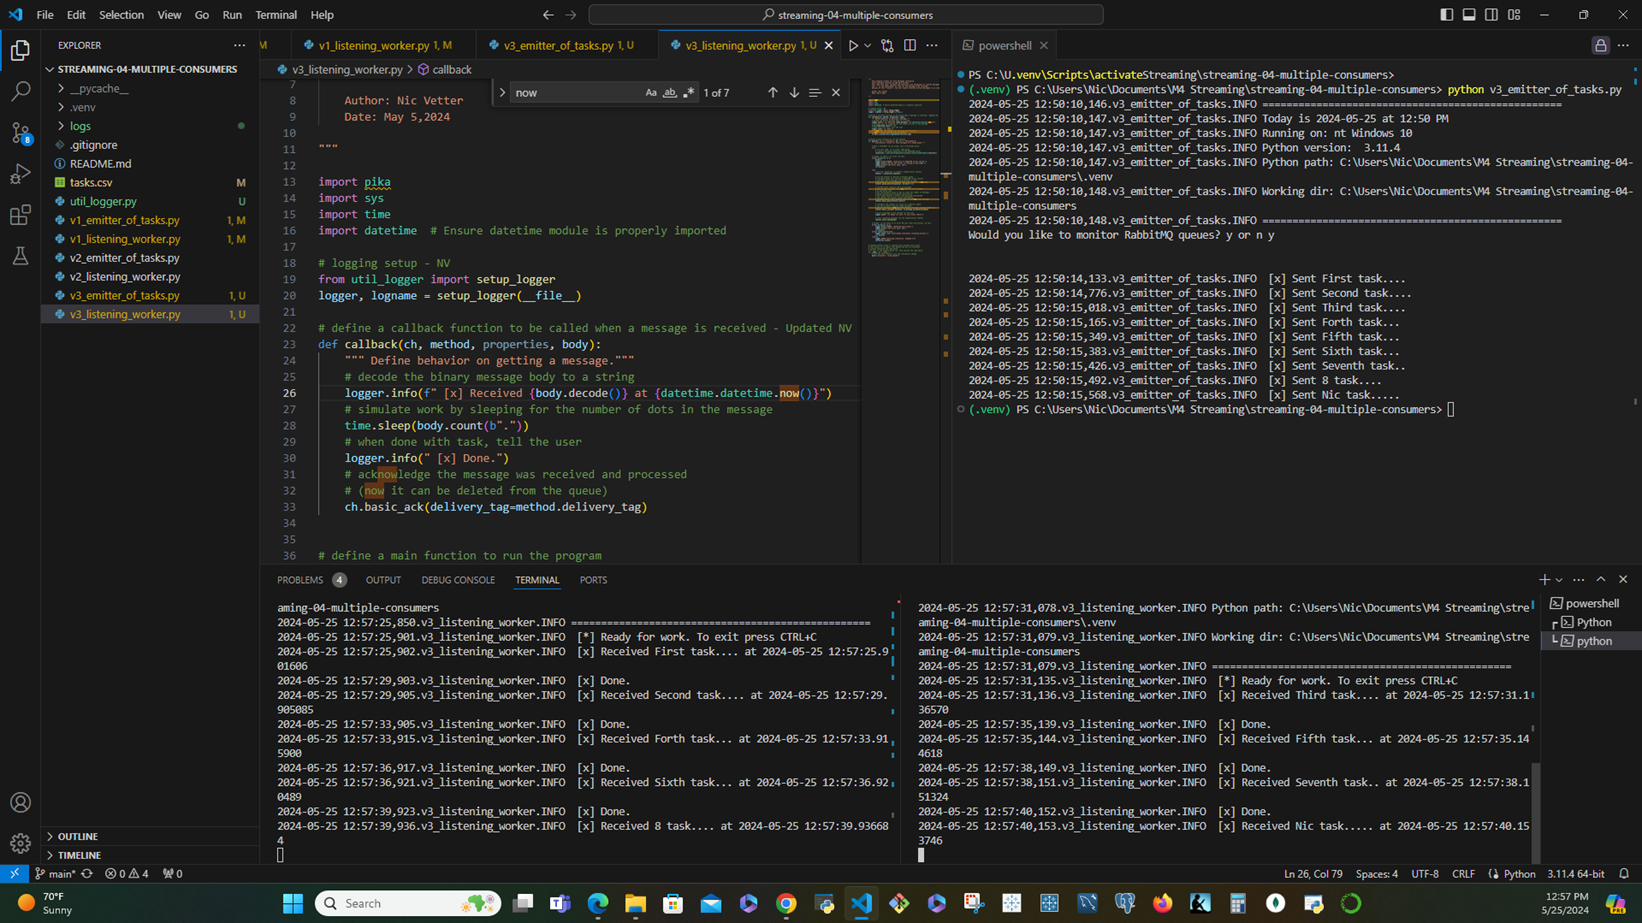 File Edit Selection View Go Run Terminal Help
streaming-04-multiple-consumers
EXPLORER
STREAMING-04-MULTIPLE-CONSUMERS
__pycache__
.venv
logs
.gitignore
README.md
tasks.csv M
util_logger.py U
v1_emitter_of_tasks.py 1, M
v1_listening_worker.py 1, M
v2_emitter_of_tasks.py
v2_listening_worker.py
v3_emitter_of_tasks.py 1, U
v3_listening_worker.py 1, U
OUTLINE
TIMELINE
M v1_listening_worker.py 1, M v3_emitter_of_tasks.py 1, U v3_listening_worker.py 1, U
v3_listening_worker.py > callback
now Aa ab 1 of 7
7
8 Author: Nic Vetter
9 Date: May 5,2024
10
11 """
12
13 import pika
14 import sys
15 import time
16 import datetime # Ensure datetime module is properly imported
17
18 # logging setup - NV
19 from util_logger import setup_logger
20 logger, logname = setup_logger(__file__)
21
22 # define a callback function to be called when a message is received - Updated NV
23 def callback(ch, method, properties, body):
24 """ Define behavior on getting a message."""
25 # decode the binary message body to a string
26 logger.info(f" [x] Received {body.decode()} at {datetime.datetime.now()}")
27 # simulate work by sleeping for the number of dots in the message
28 time.sleep(body.count(b"."))
29 # when done with task, tell the user
30 logger.info(" [x] Done.")
31 # acknowledge the message was received and processed
32 # (now it can be deleted from the queue)
33 ch.basic_ack(delivery_tag=method.delivery_tag)
34
35
36 # define a main function to run the program
powershell
PS C:\U.venv\Scripts\activateStreaming\streaming-04-multiple-consumers>
(.venv) PS C:\Users\Nic\Documents\M4 Streaming\streaming-04-multiple-consumers> python v3_emitter_of_tasks.py
2024-05-25 12:50:10,146.v3_emitter_of_tasks.INFO ==================================================
2024-05-25 12:50:10,147.v3_emitter_of_tasks.INFO Today is 2024-05-25 at 12:50 PM
2024-05-25 12:50:10,147.v3_emitter_of_tasks.INFO Running on: nt Windows 10
2024-05-25 12:50:10,147.v3_emitter_of_tasks.INFO Python version:  3.11.4
2024-05-25 12:50:10,147.v3_emitter_of_tasks.INFO Python path: C:\Users\Nic\Documents\M4 Streaming\streaming-04-
multiple-consumers\.venv
2024-05-25 12:50:10,148.v3_emitter_of_tasks.INFO Working dir: C:\Users\Nic\Documents\M4 Streaming\streaming-04-
multiple-consumers
2024-05-25 12:50:10,148.v3_emitter_of_tasks.INFO ==================================================
Would you like to monitor RabbitMQ queues? y or n y
2024-05-25 12:50:14,133.v3_emitter_of_tasks.INFO  [x] Sent First task....
2024-05-25 12:50:14,776.v3_emitter_of_tasks.INFO  [x] Sent Second task....
2024-05-25 12:50:15,018.v3_emitter_of_tasks.INFO  [x] Sent Third task....
2024-05-25 12:50:15,165.v3_emitter_of_tasks.INFO  [x] Sent Forth task...
2024-05-25 12:50:15,349.v3_emitter_of_tasks.INFO  [x] Sent Fifth task...
2024-05-25 12:50:15,383.v3_emitter_of_tasks.INFO  [x] Sent Sixth task...
2024-05-25 12:50:15,426.v3_emitter_of_tasks.INFO  [x] Sent Seventh task..
2024-05-25 12:50:15,492.v3_emitter_of_tasks.INFO  [x] Sent 8 task....
2024-05-25 12:50:15,568.v3_emitter_of_tasks.INFO  [x] Sent Nic task.....
(.venv) PS C:\Users\Nic\Documents\M4 Streaming\streaming-04-multiple-consumers>
PROBLEMS 4 OUTPUT DEBUG CONSOLE TERMINAL PORTS
aming-04-multiple-consumers
2024-05-25 12:57:25,850.v3_listening_worker.INFO ==================================================
2024-05-25 12:57:25,901.v3_listening_worker.INFO  [*] Ready for work. To exit press CTRL+C
2024-05-25 12:57:25,902.v3_listening_worker.INFO  [x] Received First task.... at 2024-05-25 12:57:25.9
01606
2024-05-25 12:57:29,903.v3_listening_worker.INFO  [x] Done.
2024-05-25 12:57:29,905.v3_listening_worker.INFO  [x] Received Second task.... at 2024-05-25 12:57:29.
905085
2024-05-25 12:57:33,905.v3_listening_worker.INFO  [x] Done.
2024-05-25 12:57:33,915.v3_listening_worker.INFO  [x] Received Forth task... at 2024-05-25 12:57:33.91
5900
2024-05-25 12:57:36,917.v3_listening_worker.INFO  [x] Done.
2024-05-25 12:57:36,921.v3_listening_worker.INFO  [x] Received Sixth task... at 2024-05-25 12:57:36.92
0489
2024-05-25 12:57:39,923.v3_listening_worker.INFO  [x] Done.
2024-05-25 12:57:39,936.v3_listening_worker.INFO  [x] Received 8 task.... at 2024-05-25 12:57:39.93668
4
2024-05-25 12:57:31,078.v3_listening_worker.INFO Python path: C:\Users\Nic\Documents\M4 Streaming\stre
aming-04-multiple-consumers\.venv
2024-05-25 12:57:31,079.v3_listening_worker.INFO Working dir: C:\Users\Nic\Documents\M4 Streaming\stre
aming-04-multiple-consumers
2024-05-25 12:57:31,079.v3_listening_worker.INFO ==================================================
2024-05-25 12:57:31,135.v3_listening_worker.INFO  [*] Ready for work. To exit press CTRL+C
2024-05-25 12:57:31,136.v3_listening_worker.INFO  [x] Received Third task.... at 2024-05-25 12:57:31.1
36570
2024-05-25 12:57:35,139.v3_listening_worker.INFO  [x] Done.
2024-05-25 12:57:35,144.v3_listening_worker.INFO  [x] Received Fifth task... at 2024-05-25 12:57:35.14
4618
2024-05-25 12:57:38,149.v3_listening_worker.INFO  [x] Done.
2024-05-25 12:57:38,151.v3_listening_worker.INFO  [x] Received Seventh task.. at 2024-05-25 12:57:38.1
51324
2024-05-25 12:57:40,152.v3_listening_worker.INFO  [x] Done.
2024-05-25 12:57:40,153.v3_listening_worker.INFO  [x] Received Nic task..... at 2024-05-25 12:57:40.15
3746
powershell
Python
python
main* 0 4 0 Ln 26, Col 79 Spaces: 4 UTF-8 CRLF Python 3.11.4 64-bit
70°F
Sunny
Search
12:57 PM
5/25/2024